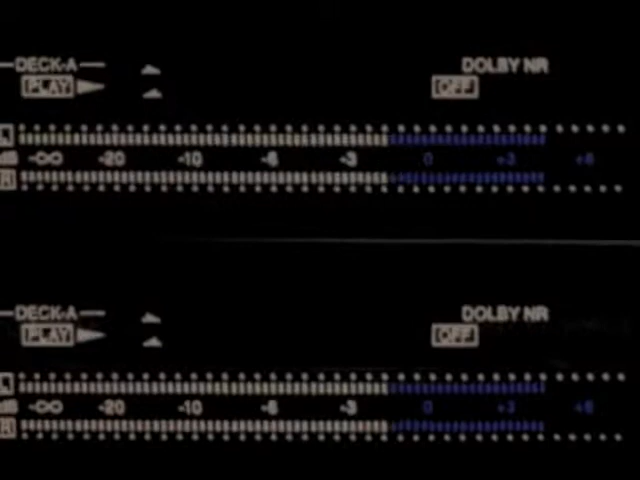 DECK-A DOLBY NR
PLAY OFF
L
dB -∞ -20 -10 -6 -3 0 +3 +6
R
DECK-A DOLBY NR
PLAY OFF
L
dB -∞ -20 -10 -6 -3 0 +3 +6
R